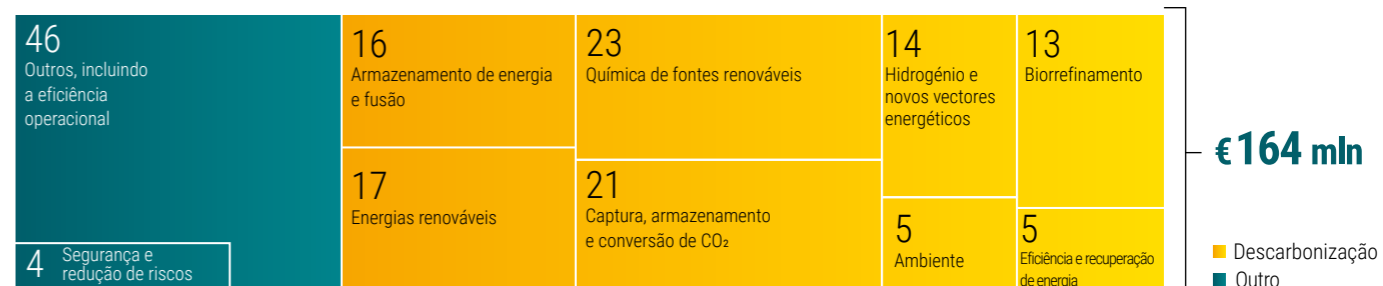 46
Outros, incluindo
a eficiência
operacional
4
Segurança e
redução de riscos
16
Armazenamento de energia
e fusão
17
Energias renováveis
23
Química de fontes renováveis
21
Captura, armazenamento
e conversão de CO₂
14
Hidrogénio e
novos vectores
energéticos
5
Ambiente
13
Biorrefinamento
5
Eficiência e recuperação
de energia
€ 164 mln
Descarbonização
Outro